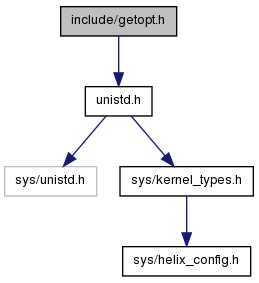 include/getopt.h
unistd.h
sys/unistd.h
sys/kernel_types.h
sys/helix_config.h